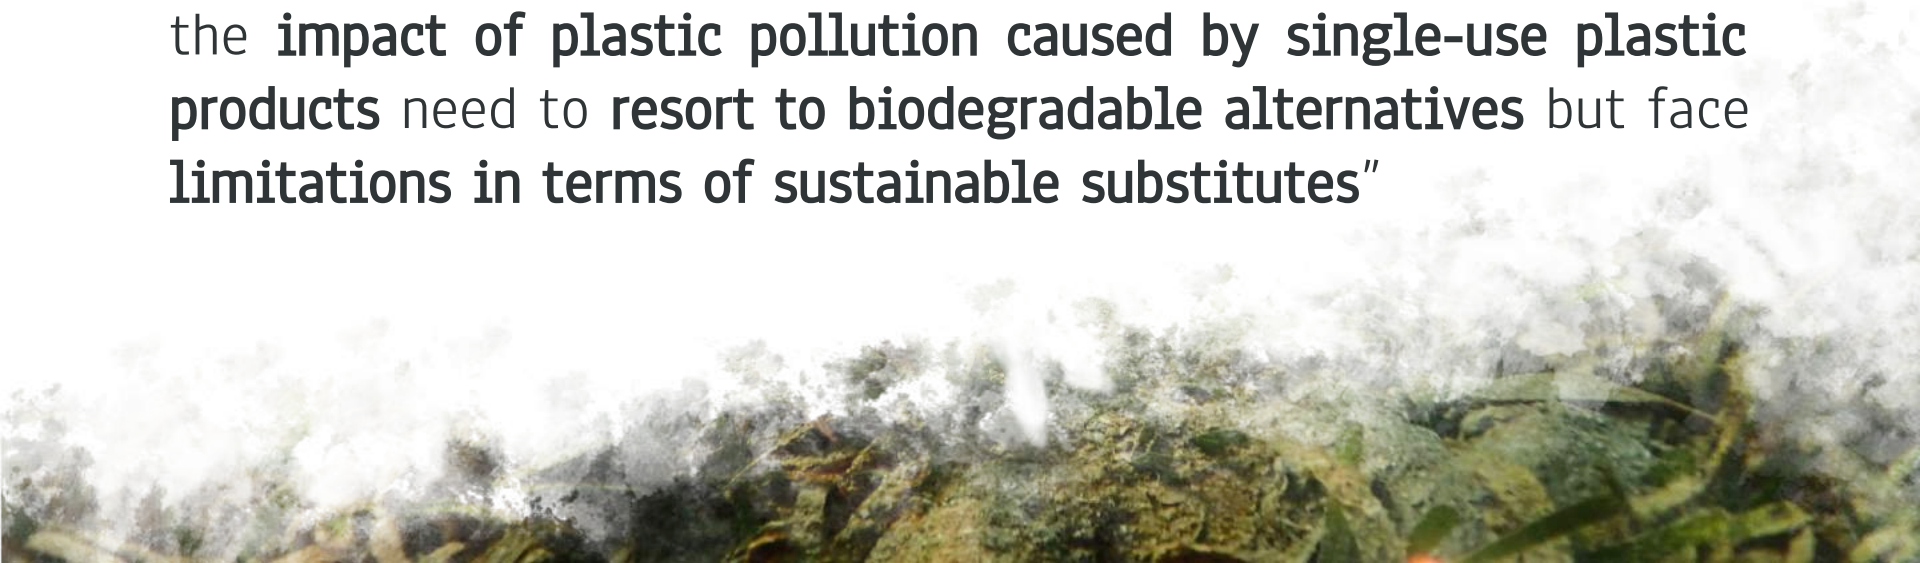 the impact of plastic pollution caused by single-use plastic
products need to resort to biodegradable alternatives but face
limitations in terms of sustainable substitutes”